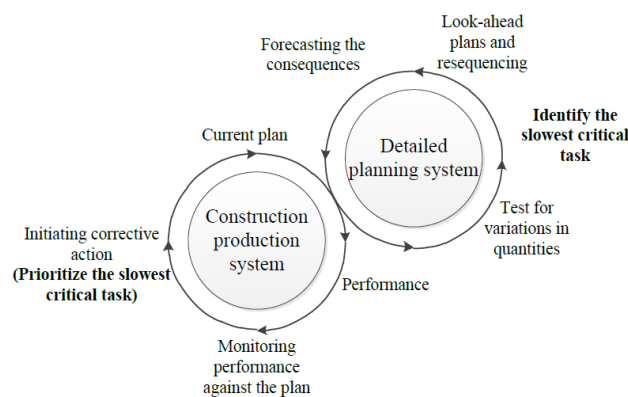 Look-ahead
plans and
resequencing
Forecasting the
consequences
Identify the
slowest critical
task
Detailed
planning system
Current plan
Test for
variations in
quantities
Construction
production
system
Initiating corrective
action
(Prioritize the slowest
critical task)
Performance
Monitoring
performance
against the plan